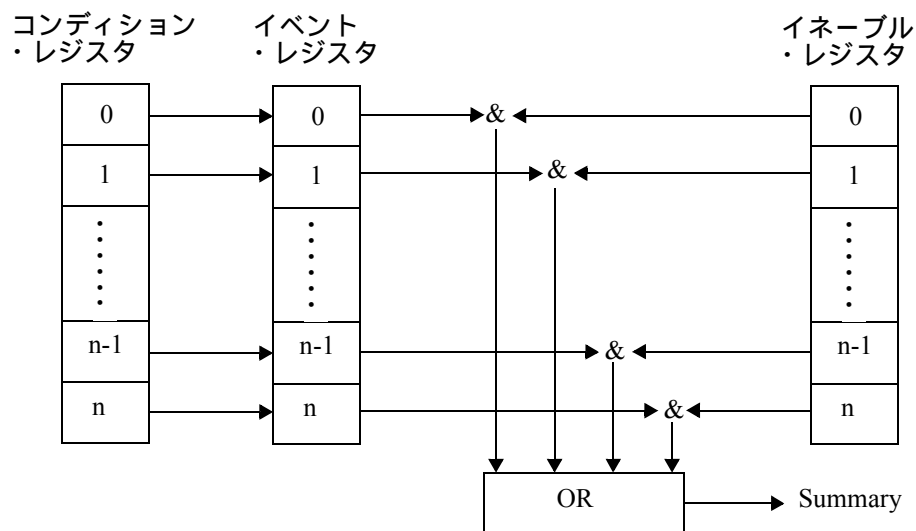 コンディション
・レジスタ
イベント
・レジスタ
イネーブル
・レジスタ
0 0 & 0
1 1 & 1
n-1 n-1 & n-1
n n & n
OR Summary